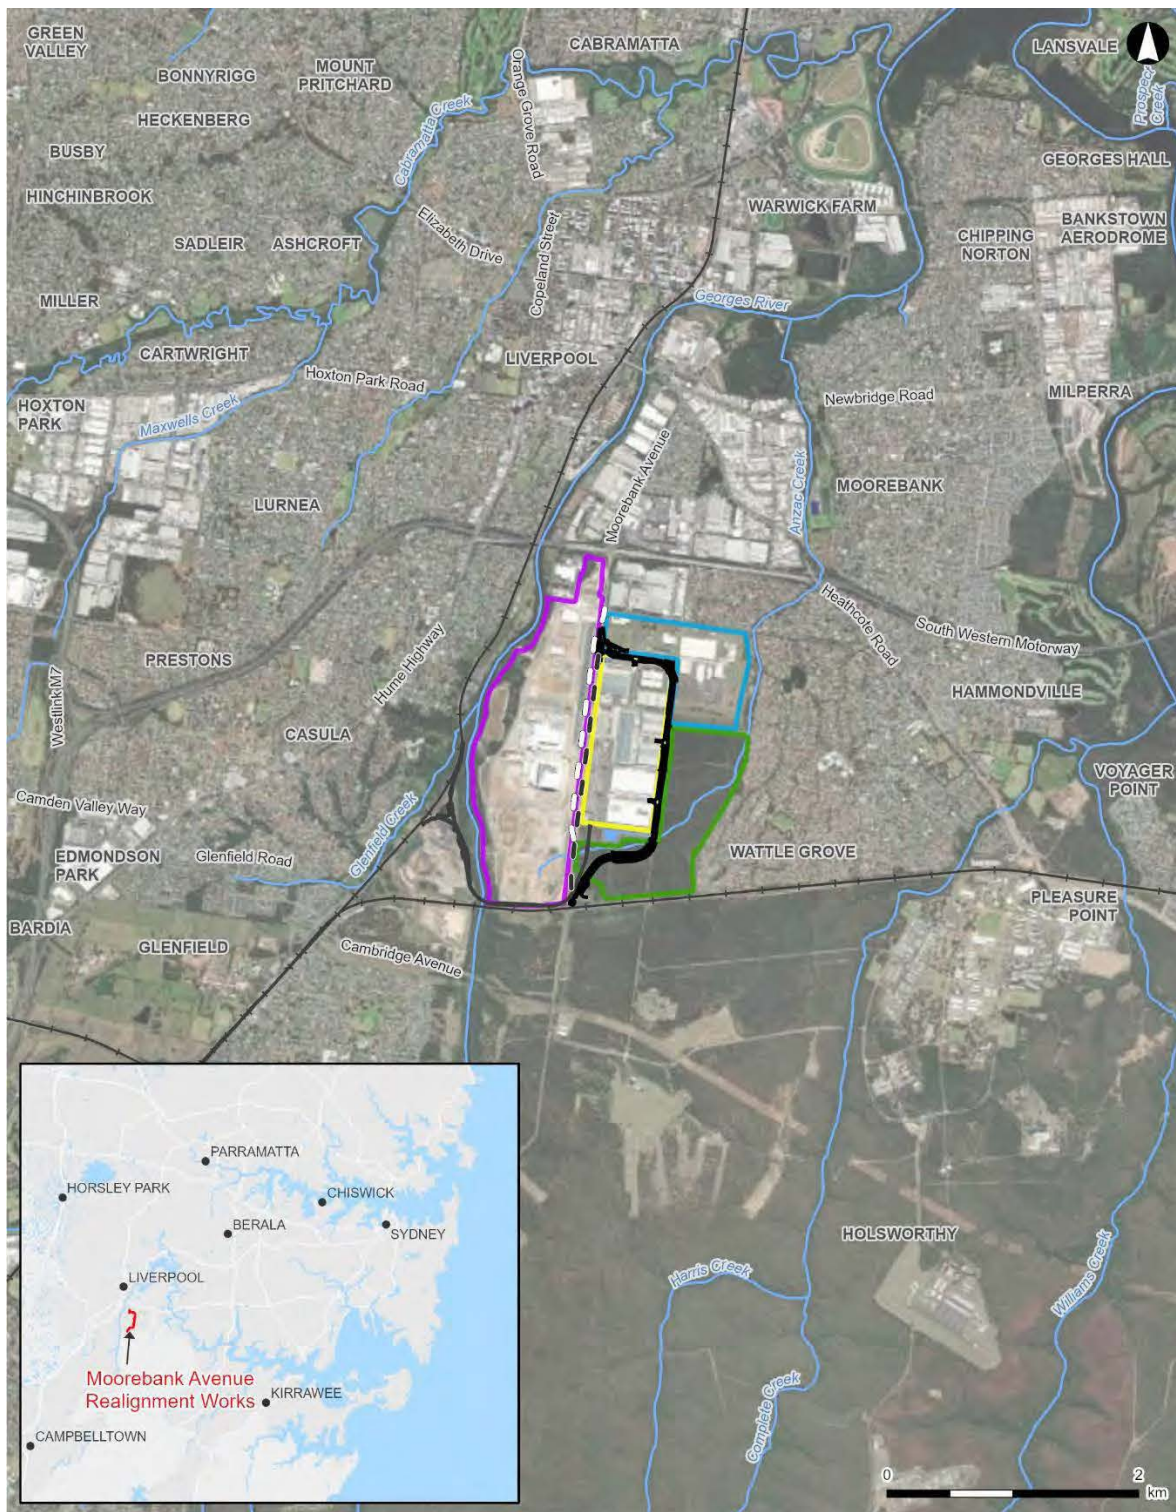 GREEN
VALLEY
CABRAMATTA
LANSVALE
BONNYRIGG
MOUNT
PRITCHARD
Orange Grove Road
Prospect
Creek
HECKENBERG
Cabramatta Creek
BUSBY
GEORGES HALL
HINCHINBROOK
WARWICK FARM
BANKSTOWN
AERODROME
SADLEIR
ASHCROFT
Elizabeth Drive
Copeland Street
CHIPPING
NORTON
MILLER
Georges River
CARTWRIGHT
LIVERPOOL
Hoxton Park Road
Newbridge Road
MILPERRA
HOXTON
PARK
Maxwells Creek
Moorebank Avenue
Anzac Creek
MOOREBANK
LURNEA
Heathcote Road
South Western Motorway
PRESTONS
Hume Highway
HAMMONDVILLE
Westlink M7
CASULA
VOYAGER
POINT
Camden Valley Way
Glenfield Creek
EDMONDSON
PARK
Glenfield Road
WATTLE GROVE
PLEASURE
POINT
BARDIA
GLENFIELD
Cambridge Avenue
HOLSWORTHY
Harris Creek
Williams Creek
Complete Creek
PARRAMATTA
HORSLEY PARK
CHISWICK
BERALA
SYDNEY
LIVERPOOL
Moorebank Avenue
Realignment Works
KIRRAWEE
CAMPBELLTOWN
0
2
km